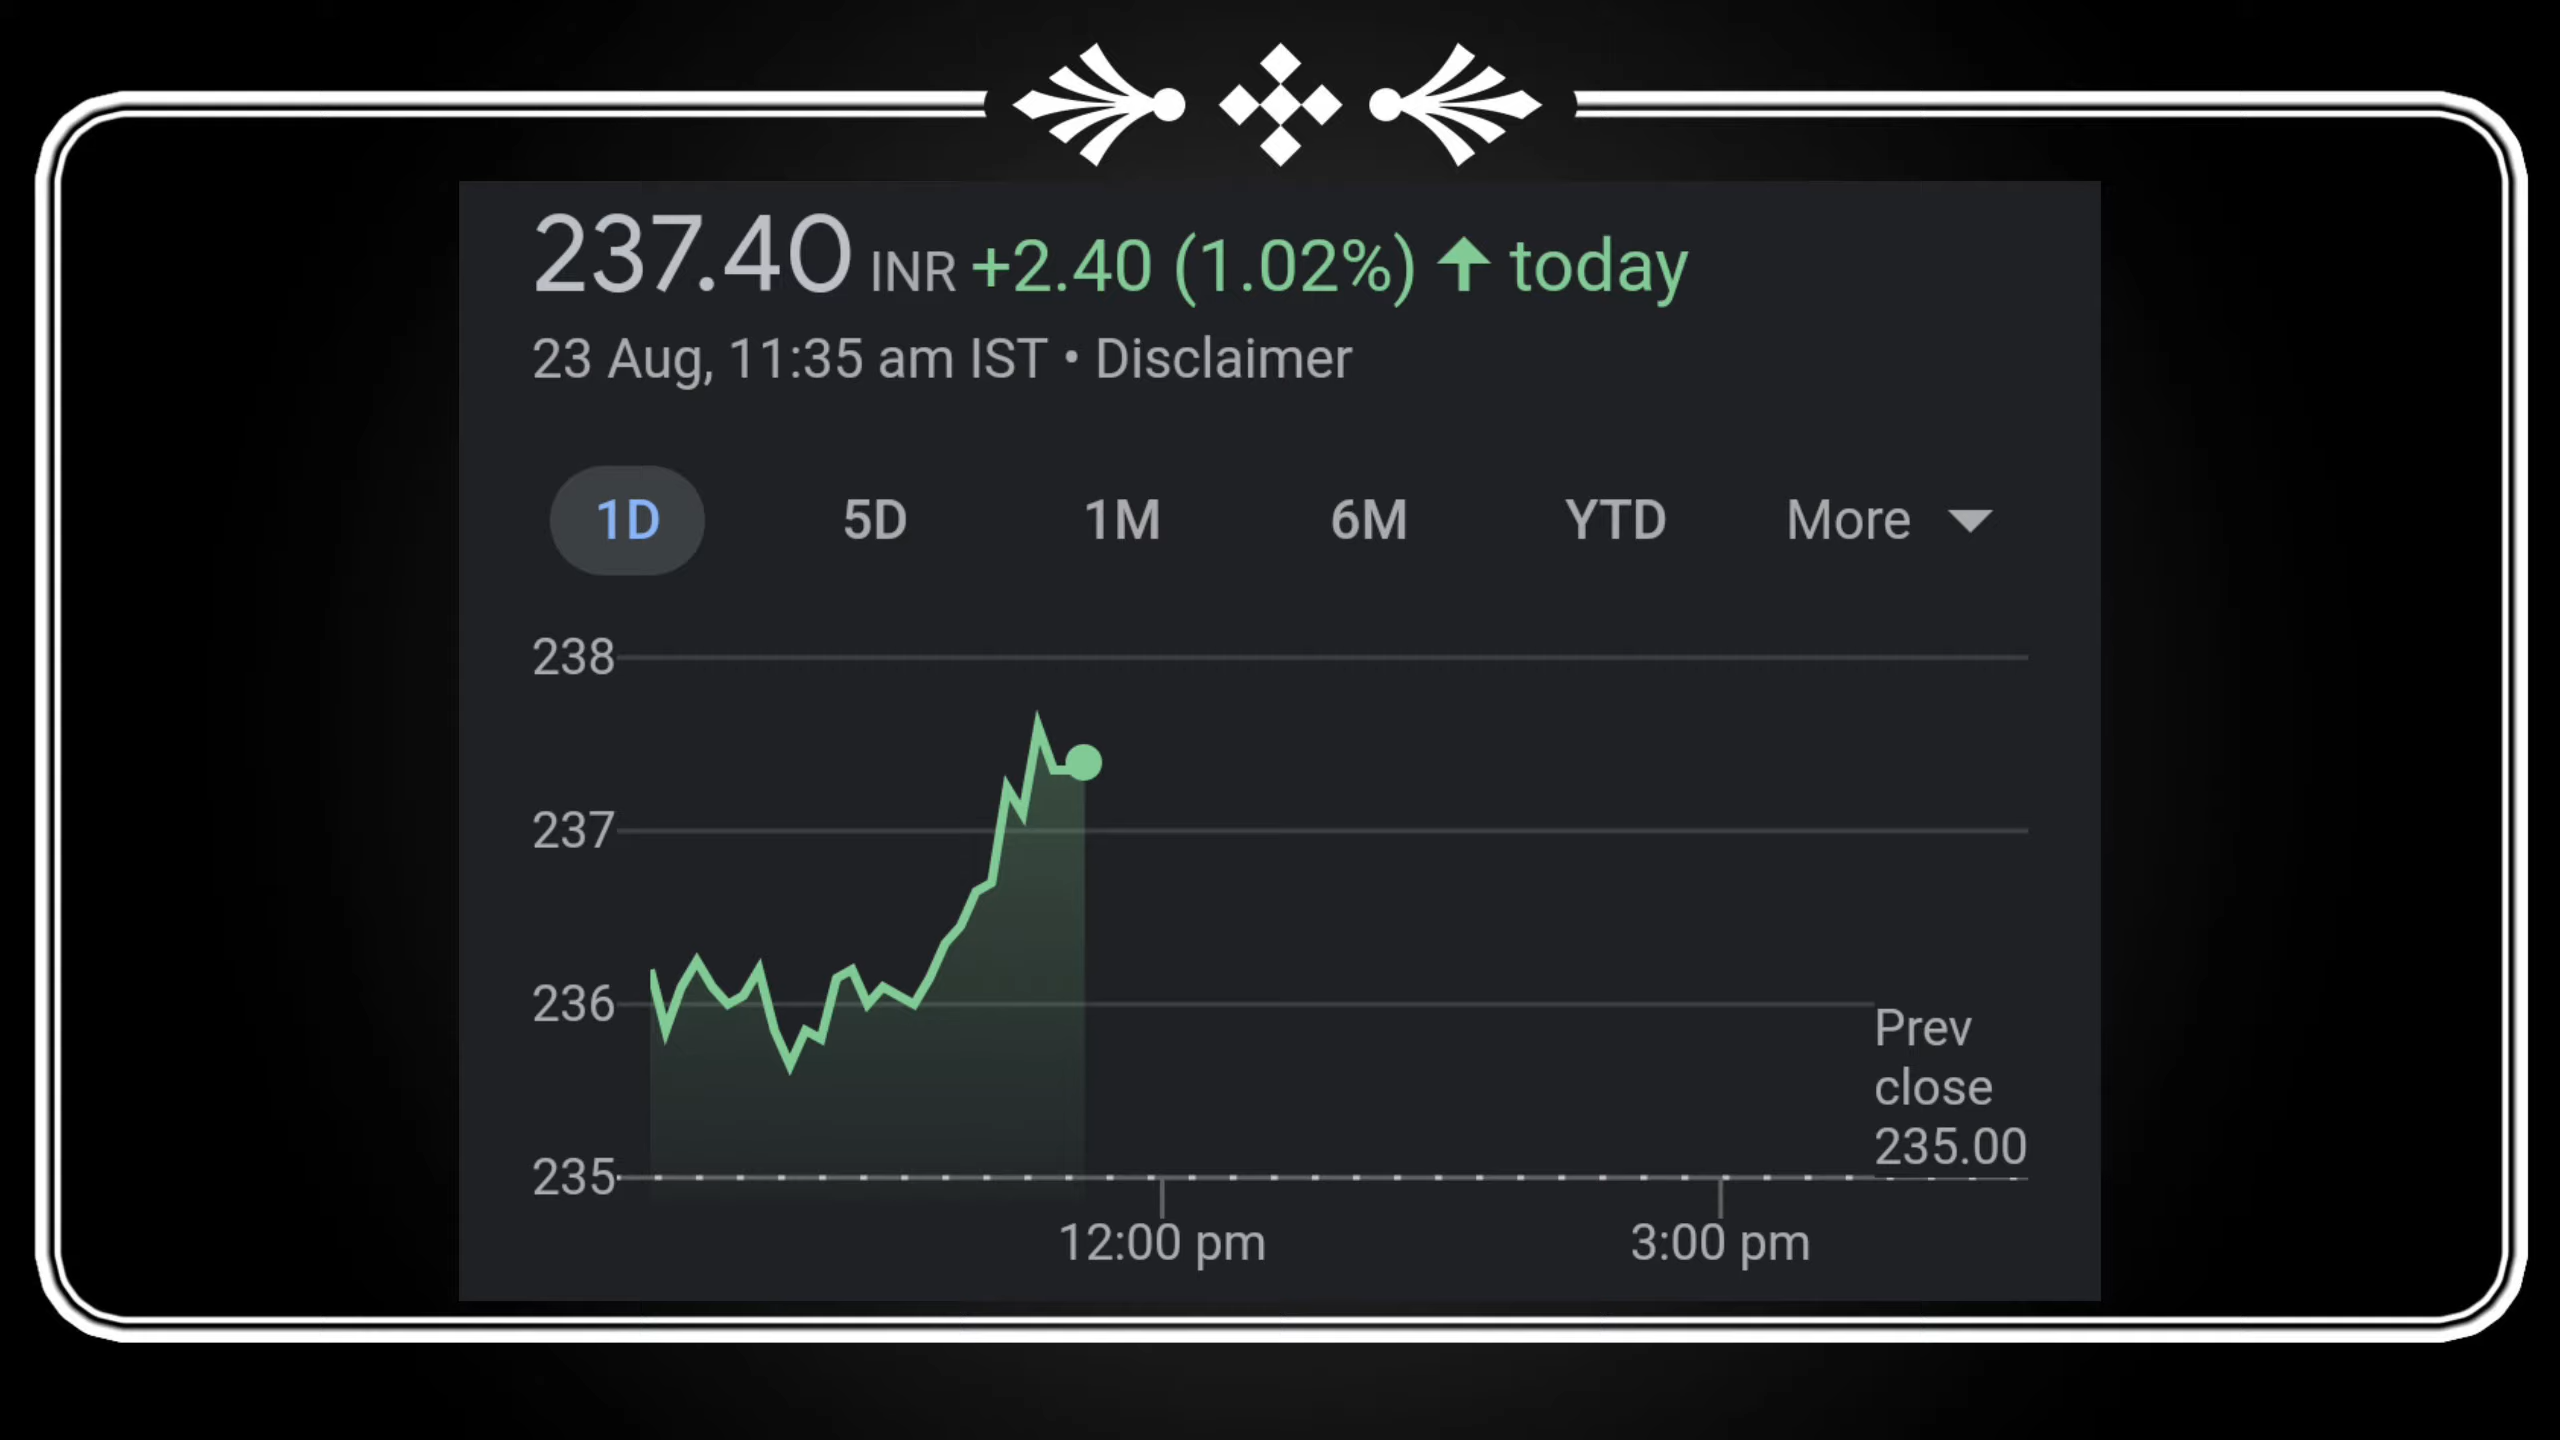 237.40 INR +2.40 (1.02%) ↑ today
23 Aug, 11:35 am IST • Disclaimer
1D 5D 1M 6M YTD More
238
237
236
Prev
close
235.00
235
12:00 pm 3:00 pm